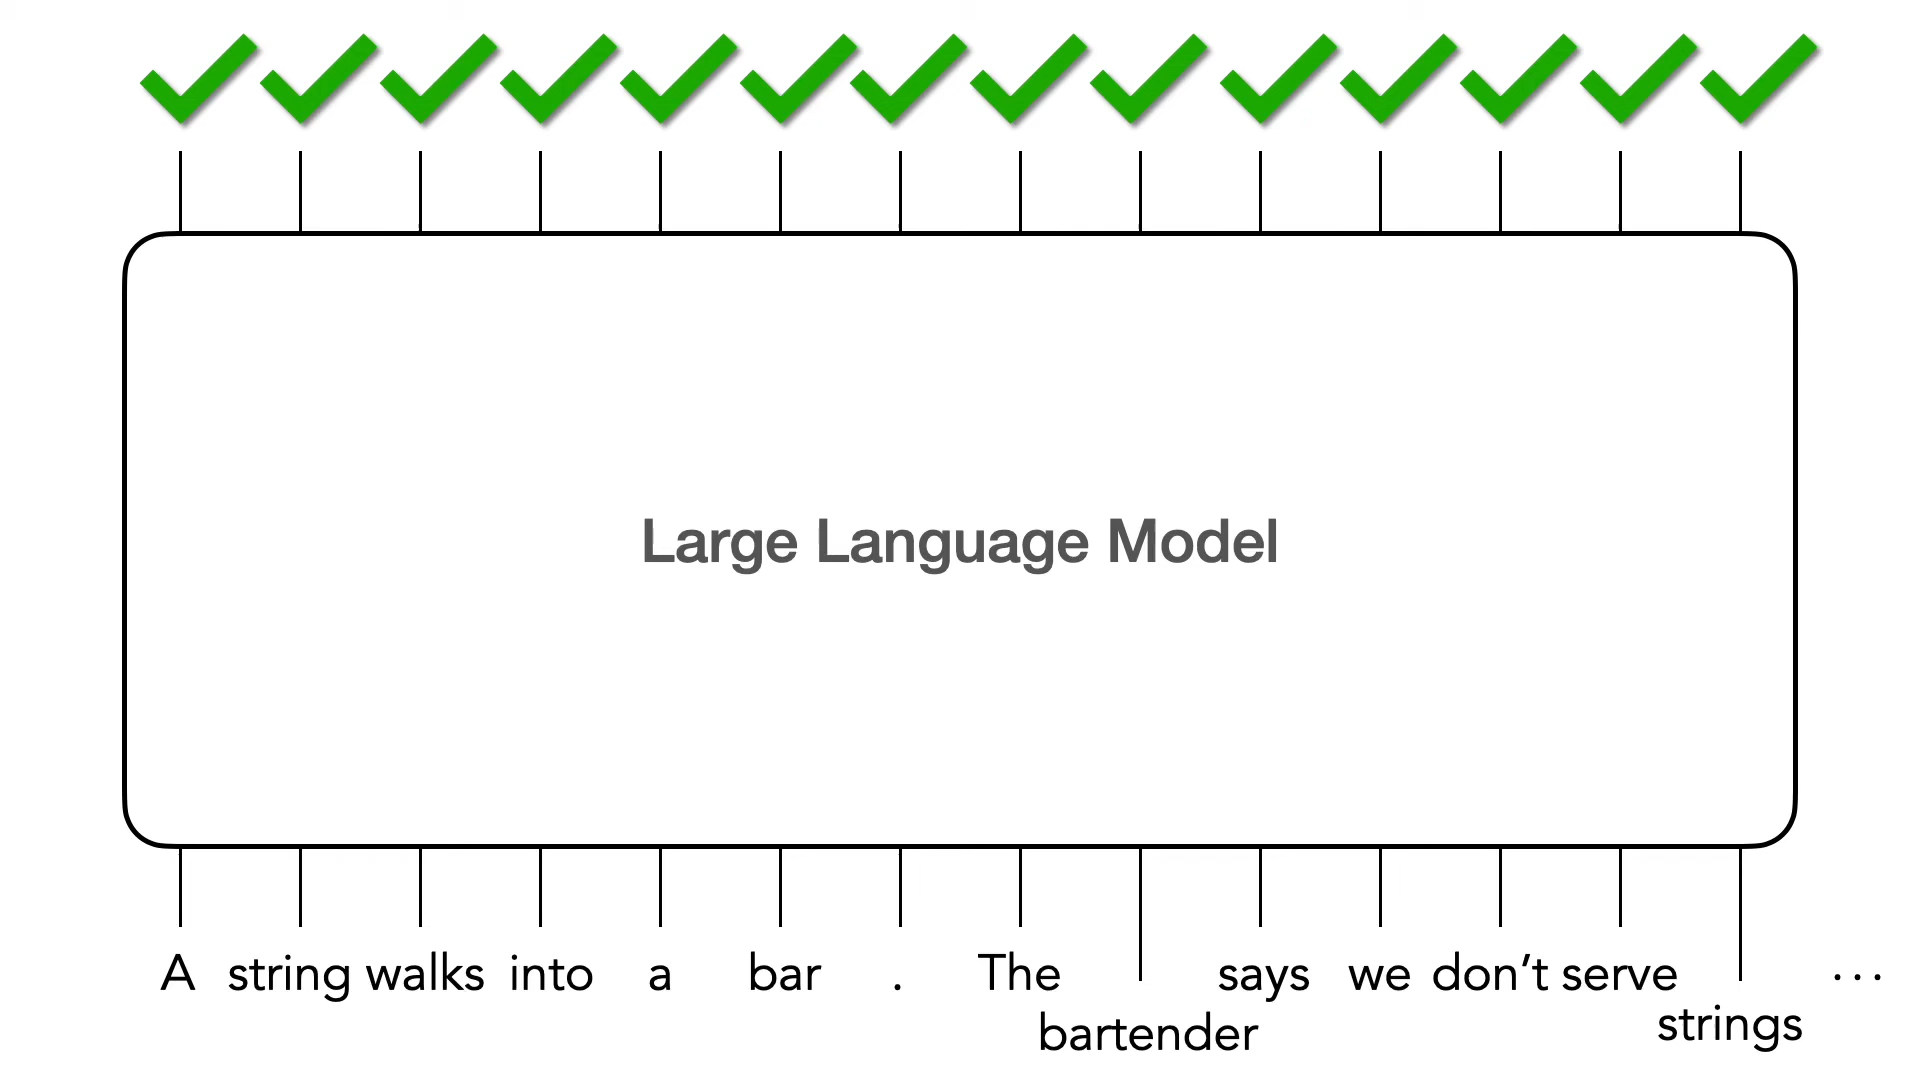 Large Language Model
A string walks into a bar . The says we don’t serve ...
bartender strings